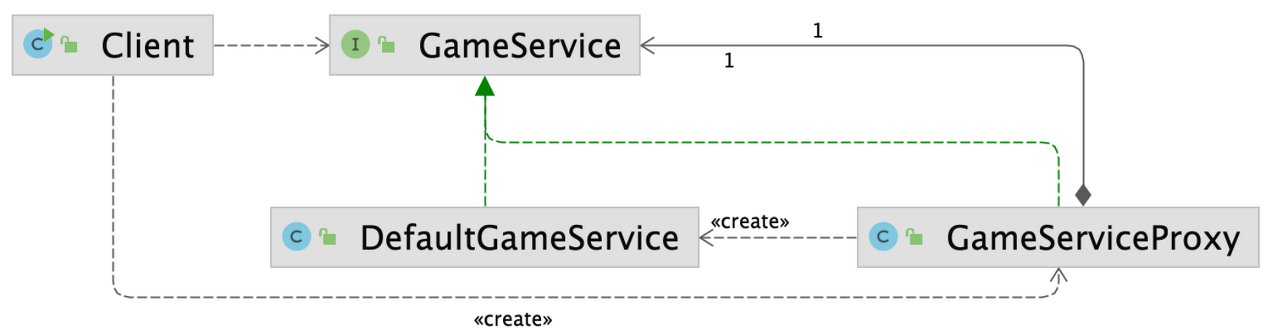 C Client
I GameService
1
1
C DefaultGameService
«create»
C GameServiceProxy
«create»